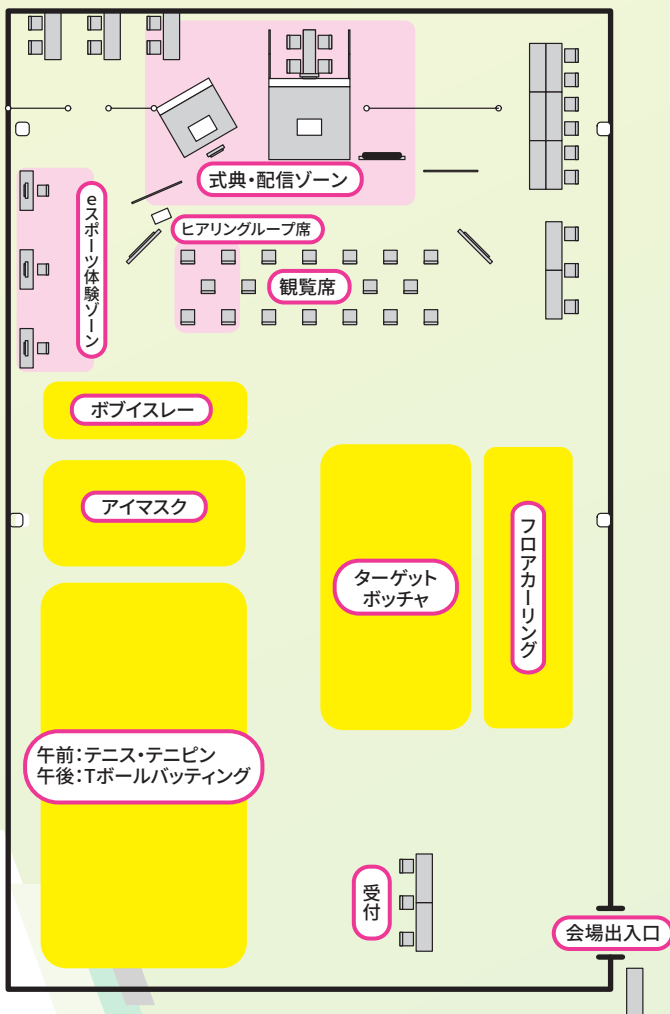 式典・配信ゾーン
eスポーツ体験ゾーン
ヒアリングループ席
観覧席
ボブイスレー
アイマスク
ターゲット
ボッチャ
フロアカーリング
午前：テニス・テニピン
午後：Tボールバッティング
受付
会場出入口